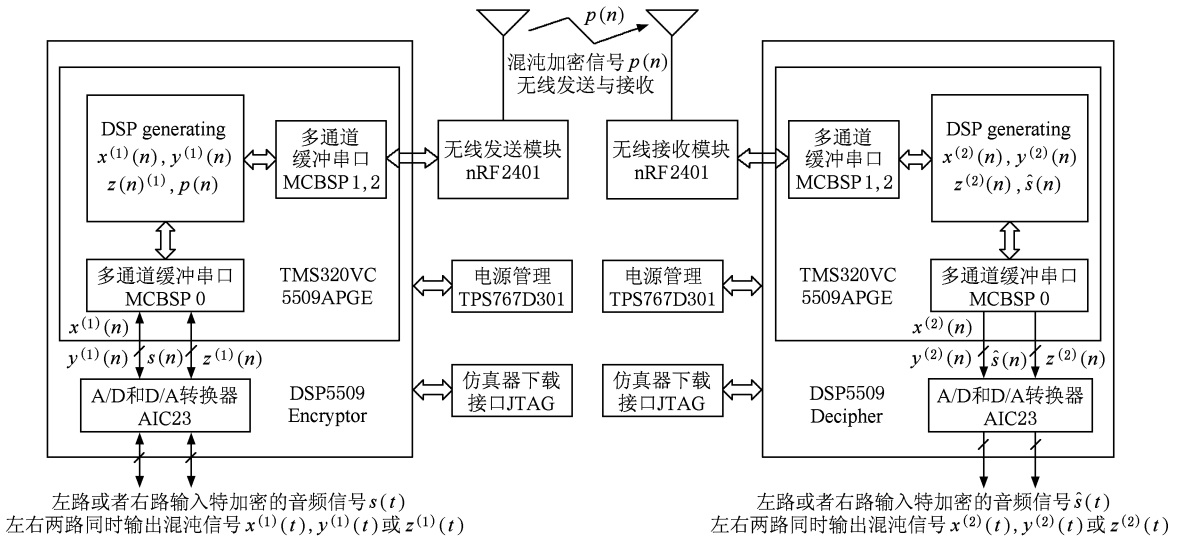 p(n)
混沌加密信号 p(n)
无线发送与接收
DSP generating
x⁽¹⁾(n), y⁽¹⁾(n)
z(n)⁽¹⁾, p(n)
多通道
缓冲串口
MCBSP 1, 2
无线发送模块
nRF2401
无线接收模块
nRF2401
多通道
缓冲串口
MCBSP 1, 2
DSP generating
x⁽²⁾(n), y⁽²⁾(n)
z⁽²⁾(n), ŝ(n)
多通道缓冲串口
MCBSP 0
TMS320VC
5509APGE
电源管理
TPS767D301
电源管理
TPS767D301
TMS320VC
5509APGE
多通道缓冲串口
MCBSP 0
x⁽¹⁾(n)
y⁽¹⁾(n) s(n) z⁽¹⁾(n)
x⁽²⁾(n)
y⁽²⁾(n) ŝ(n) z⁽²⁾(n)
A/D和D/A转换器
AIC23
DSP5509
Encryptor
仿真器下载
接口JTAG
仿真器下载
接口JTAG
DSP5509
Decipher
A/D和D/A转换器
AIC23
左路或者右路输入特加密的音频信号 s(t)
左右两路同时输出混沌信号 x⁽¹⁾(t), y⁽¹⁾(t)或 z⁽¹⁾(t)
左路或者右路输入特加密的音频信号 ŝ(t)
左右两路同时输出混沌信号 x⁽²⁾(t), y⁽²⁾(t)或 z⁽²⁾(t)